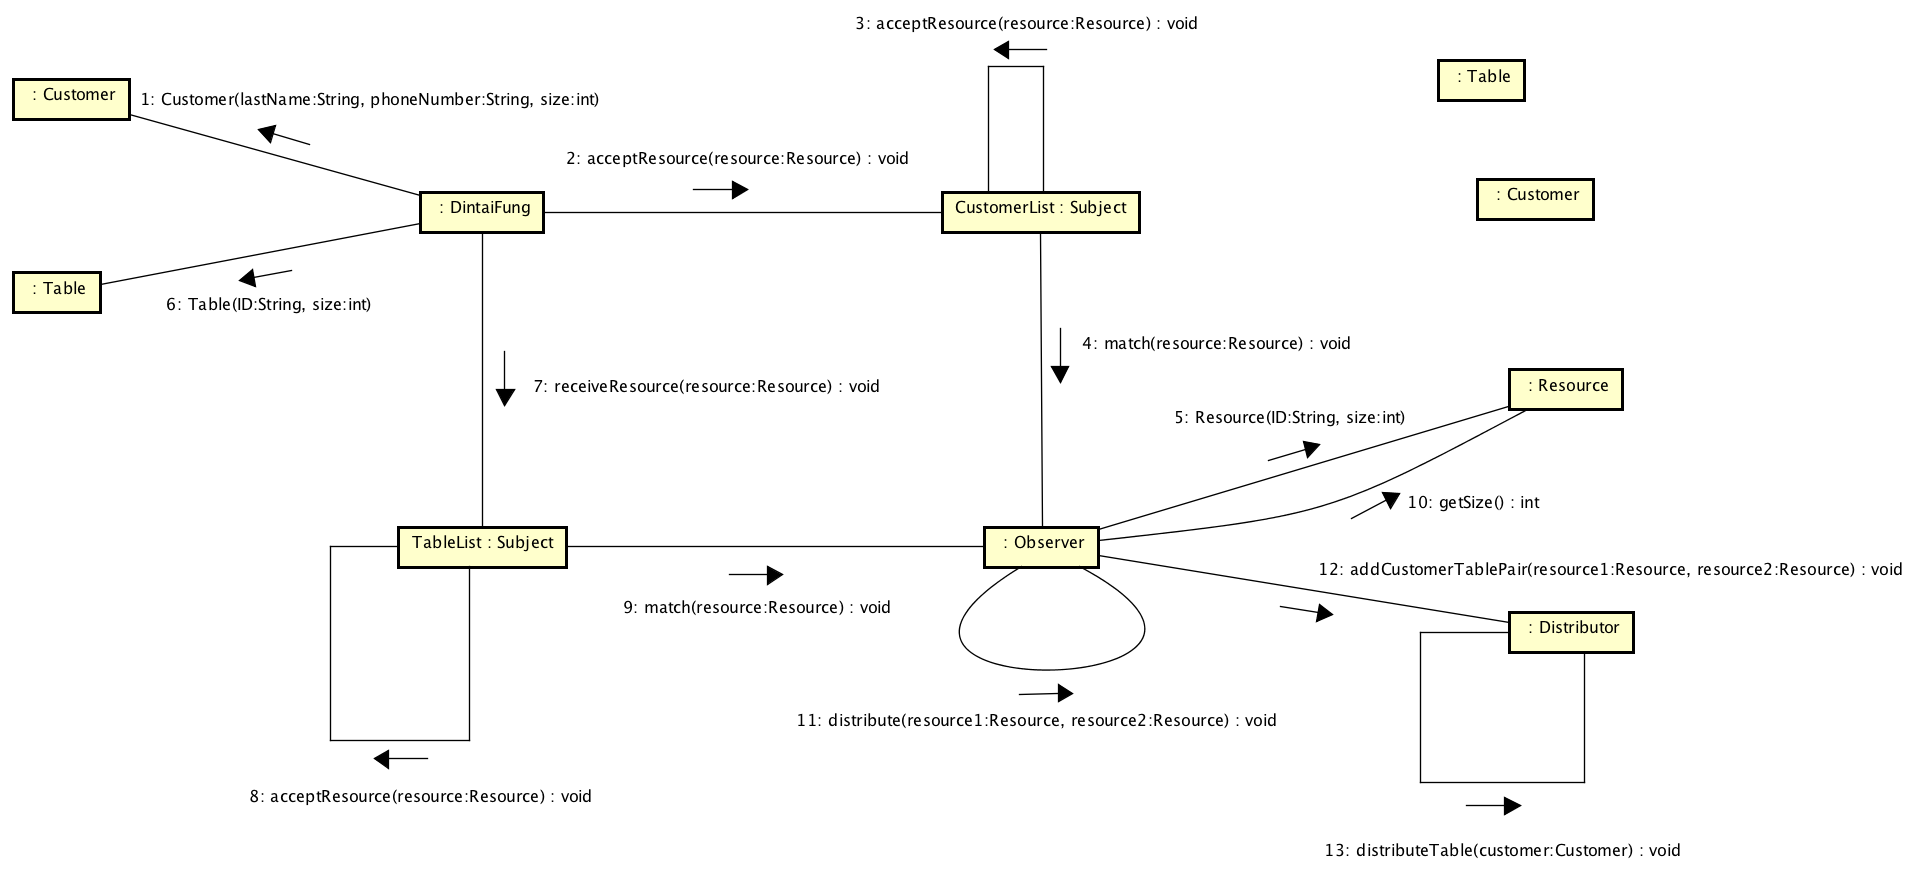 3: acceptResource(resource:Resource) : void
: Table
: Customer
1: Customer(lastName:String, phoneNumber:String, size:int)
2: acceptResource(resource:Resource) : void
: DintaiFung
CustomerList : Subject
: Customer
: Table
6: Table(ID:String, size:int)
4: match(resource:Resource) : void
7: receiveResource(resource:Resource) : void
: Resource
5: Resource(ID:String, size:int)
10: getSize() : int
TableList : Subject
: Observer
12: addCustomerTablePair(resource1:Resource, resource2:Resource) : void
9: match(resource:Resource) : void
: Distributor
11: distribute(resource1:Resource, resource2:Resource) : void
8: acceptResource(resource:Resource) : void
13: distributeTable(customer:Customer) : void